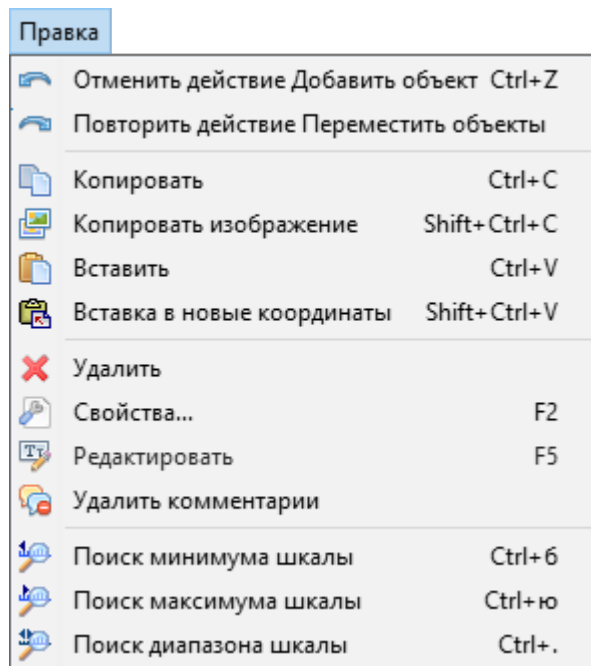 Правка
Отменить действие Добавить объект Ctrl+Z
Повторить действие Переместить объекты
Копировать Ctrl+C
Копировать изображение Shift+Ctrl+C
Вставить Ctrl+V
Вставка в новые координаты Shift+Ctrl+V
Удалить
Свойства... F2
Редактировать F5
Удалить комментарии
Поиск минимума шкалы Ctrl+б
Поиск максимума шкалы Ctrl+ю
Поиск диапазона шкалы Ctrl+.